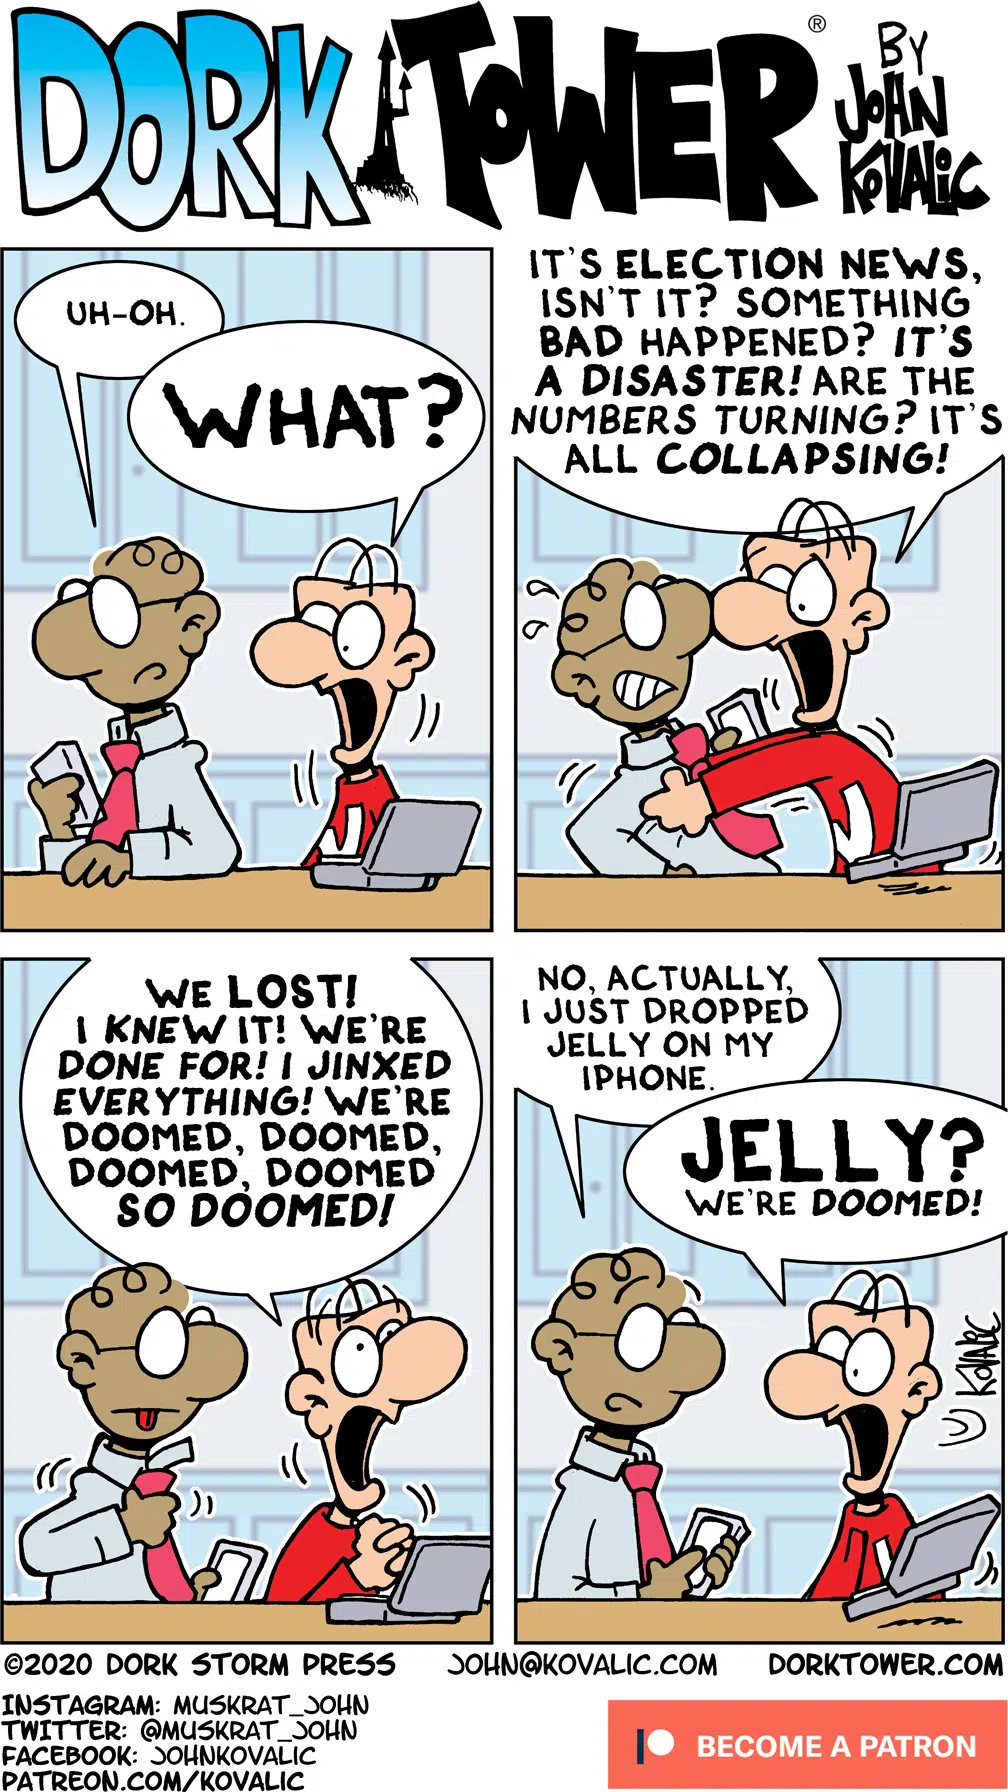 DORK TOWER ®
BY
JOHN
KOVALIC
UH-OH.
WHAT?
IT'S ELECTION NEWS,
ISN'T IT? SOMETHING
BAD HAPPENED? IT'S
A DISASTER! ARE THE
NUMBERS TURNING? IT'S
ALL COLLAPSING!
WE LOST!
I KNEW IT! WE'RE
DONE FOR! I JINXED
EVERYTHING! WE'RE
DOOMED, DOOMED,
DOOMED, DOOMED
SO DOOMED!
NO, ACTUALLY,
I JUST DROPPED
JELLY ON MY
IPHONE.
JELLY?
WE'RE DOOMED!
KOVALIC
©2020 DORK STORM PRESS JOHN@KOVALIC.COM DORKTOWER.COM
INSTAGRAM: MUSKRAT_JOHN
TWITTER: @MUSKRAT_JOHN
FACEBOOK: JOHNKOVALIC
PATREON.COM/KOVALIC
BECOME A PATRON